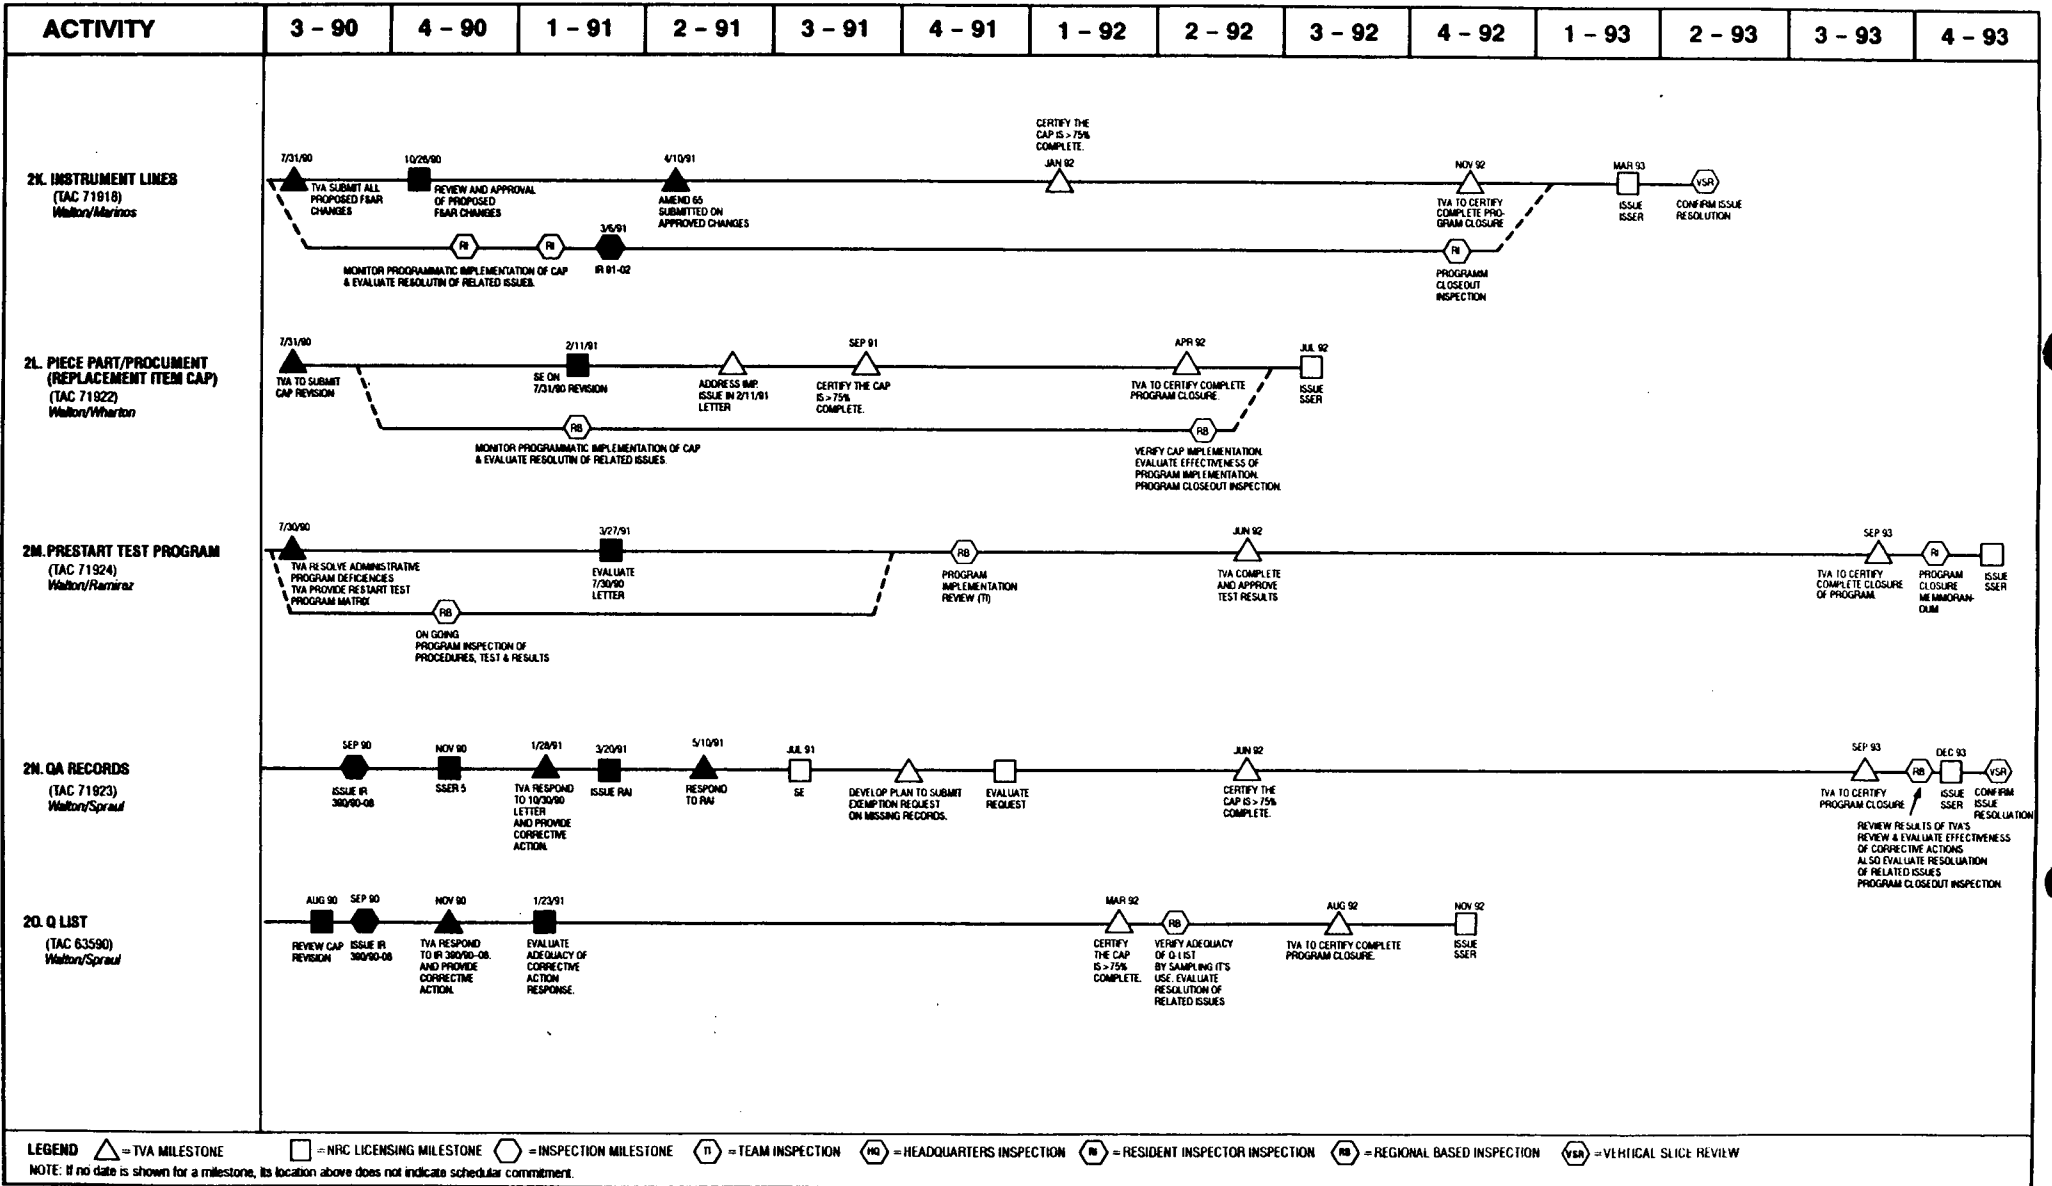 ACTIVITY 3 – 90 4 – 90 1 – 91 2 – 91 3 – 91 4 – 91 1 – 92 2 – 92 3 – 92 4 – 92 1 – 93 2 – 93 3 – 93 4 – 93
2K. INSTRUMENT LINES
(TAC 71918)
Walton/Marinos
7/31/90
TVA SUBMIT ALL
PROPOSED FSAR
CHANGES
10/26/90
REVIEW AND APPROVAL
OF PROPOSED
FSAR CHANGES
4/10/91
AMEND 65
SUBMITTED ON
APPROVED CHANGES
CERTIFY THE
CAP IS > 75%
COMPLETE.
JAN 92
NOV 92
TVA TO CERTIFY
COMPLETE PRO-
GRAM CLOSURE
MAR 93
ISSUE
ISSER
VSR
CONFIRM ISSUE
RESOLUTION
RI
RI
MONITOR PROGRAMMATIC IMPLEMENTATION OF CAP
& EVALUATE RESOLUTIN OF RELATED ISSUES.
3/6/91
IR 91-02
RI
PROGRAMM
CLOSEOUT
INSPECTION
2L. PIECE PART/PROCUMENT
(REPLACEMENT ITEM CAP)
(TAC 71922)
Walton/Wharton
7/31/90
TVA TO SUBMIT
CAP REVISION
2/11/91
SE ON
7/31/90 REVISION
ADDRESS IMP.
ISSUE IN 2/11/91
LETTER
SEP 91
CERTIFY THE CAP
IS > 75%
COMPLETE.
APR 92
TVA TO CERTIFY COMPLETE
PROGRAM CLOSURE.
JUL 92
ISSUE
SSER
RB
MONITOR PROGRAMMATIC IMPLEMENTATION OF CAP
& EVALUATE RESOLUTIN OF RELATED ISSUES.
RB
VERIFY CAP IMPLEMENTATION.
EVALUATE EFFECTIVENESS OF
PROGRAM IMPLEMENTATION.
PROGRAM CLOSEOUT INSPECTION.
2M. PRESTART TEST PROGRAM
(TAC 71924)
Walton/Ramirez
7/30/90
TVA RESOLVE ADMINISTRATIVE
PROGRAM DEFICIENCIES
TVA PROVIDE RESTART TEST
PROGRAM MATRIX
3/27/91
EVALUATE
7/30/90
LETTER
RB
PROGRAM
IMPLEMENTATION
REVIEW (TI)
JUN 92
TVA COMPLETE
AND APPROVE
TEST RESULTS
SEP 93
TVA TO CERTIFY
COMPLETE CLOSURE
OF PROGRAM.
RI
PROGRAM
CLOSURE
MEMMORAN-
DUM
ISSUE
SSER
RB
ON GOING
PROGRAM INSPECTION OF
PROCEDURES, TEST & RESULTS
2N. QA RECORDS
(TAC 71923)
Walton/Spraul
SEP 90
ISSUE IR
390/90-08
NOV 90
SSER 5
1/28/91
TVA RESPOND
TO 10/30/90
LETTER
AND PROVIDE
CORRECTIVE
ACTION.
3/20/91
ISSUE RAI
5/10/91
RESPOND
TO RAI
JUL 91
SE
DEVELOP PLAN TO SUBMIT
EXEMPTION REQUEST
ON MISSING RECORDS.
EVALUATE
REQUEST
JUN 92
CERTIFY THE
CAP IS > 75%
COMPLETE.
SEP 93
TVA TO CERTIFY
PROGRAM CLOSURE
RB
REVIEW RESULTS OF TVA'S
REVIEW & EVALUATE EFFECTIVENESS
OF CORRECTIVE ACTIONS
ALSO EVALUATE RESOLUATION
OF RELATED ISSUES
PROGRAM CLOSEDUT INSPECTION
DEC 93
ISSUE
SSER
VSR
CONFIRM
ISSUE
RESOLUATION
2O. Q LIST
(TAC 63590)
Walton/Spraul
AUG 90
REVIEW CAP
REVISION
SEP 90
ISSUE IR
390/90-08
NOV 90
TVA RESPOND
TO IR 390/90-08.
AND PROVIDE
CORRECTIVE
ACTION.
1/23/91
EVALUATE
ADEQUACY OF
CORRECTIVE
ACTION
RESPONSE.
MAR 92
CERTIFY
THE CAP
IS > 75%
COMPLETE.
RB
VERIFY ADEQUACY
OF Q LIST
BY SAMPLING IT'S
USE. EVALUATE
RESOLUTION OF
RELATED ISSUES
AUG 92
TVA TO CERTIFY COMPLETE
PROGRAM CLOSURE.
NOV 92
ISSUE
SSER
LEGEND = TVA MILESTONE = NRC LICENSING MILESTONE = INSPECTION MILESTONE TI = TEAM INSPECTION HQ = HEADQUARTERS INSPECTION RI = RESIDENT INSPECTOR INSPECTION RB = REGIONAL BASED INSPECTION VSR = VERTICAL SLICE REVIEW
NOTE: If no date is shown for a milestone, its location above does not indicate schedular commitment.